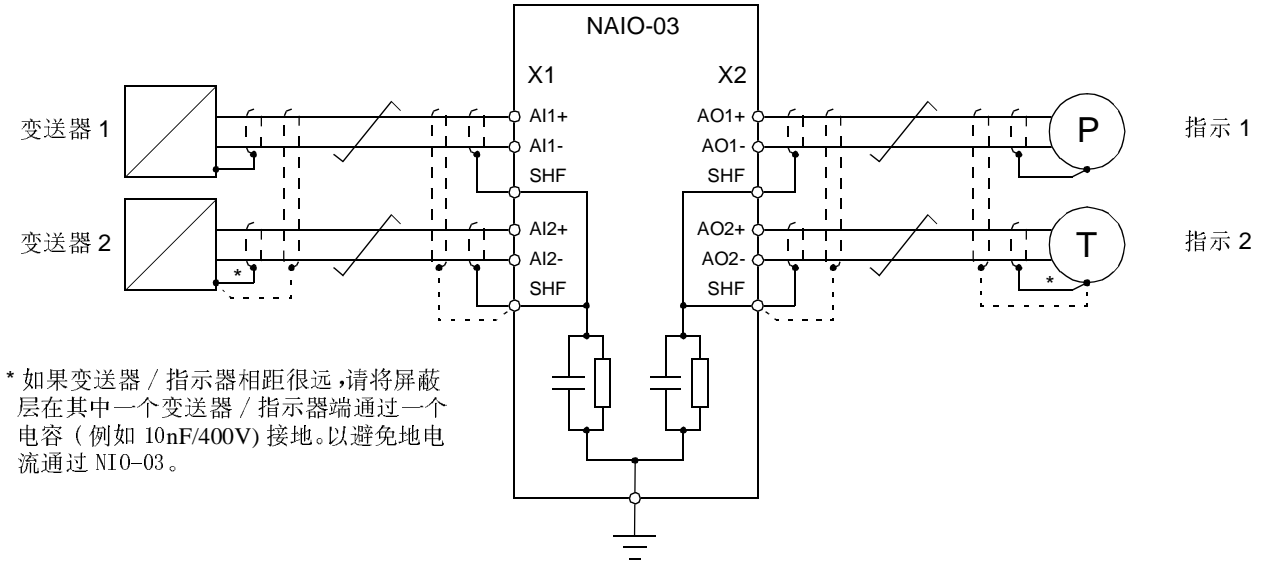 NAIO-03
X1
X2
变送器 1
AI1+
AI1-
SHF
AO1+
AO1-
SHF
P
指示 1
变送器 2
AI2+
AI2-
SHF
AO2+
AO2-
SHF
T
指示 2
*
*
* 如果变送器 / 指示器相距很远,请将屏蔽
层在其中一个变送器 / 指示器端通过一个
电容 ( 例如 10nF/400V) 接地。以避免地电
流通过 NIO-03。